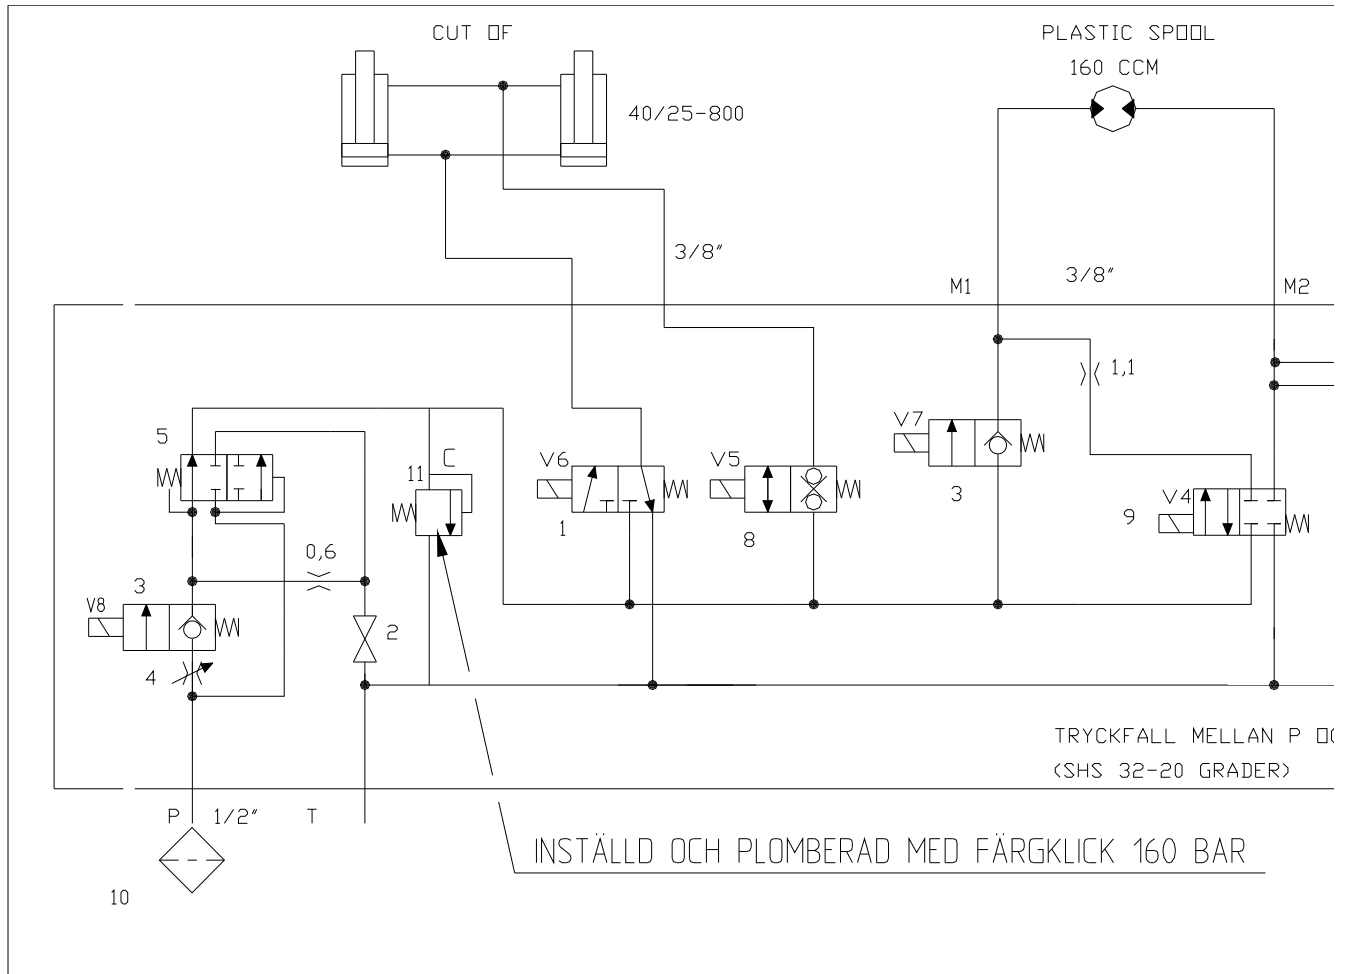 CUT OF
PLASTIC SPOOL
160 CCM
40/25-800
3/8"
3/8"
M1
M2
1,1
5
C
11
V6
V5
V7
V4
3
9
1
8
0,6
3
V8
2
4
TRYCKFALL MELLAN P
(SHS 32-20 GRADER)
P
1/2"
T
INSTÄLLD OCH PLOMBERAD MED FÄRGKLICK 160 BAR
10